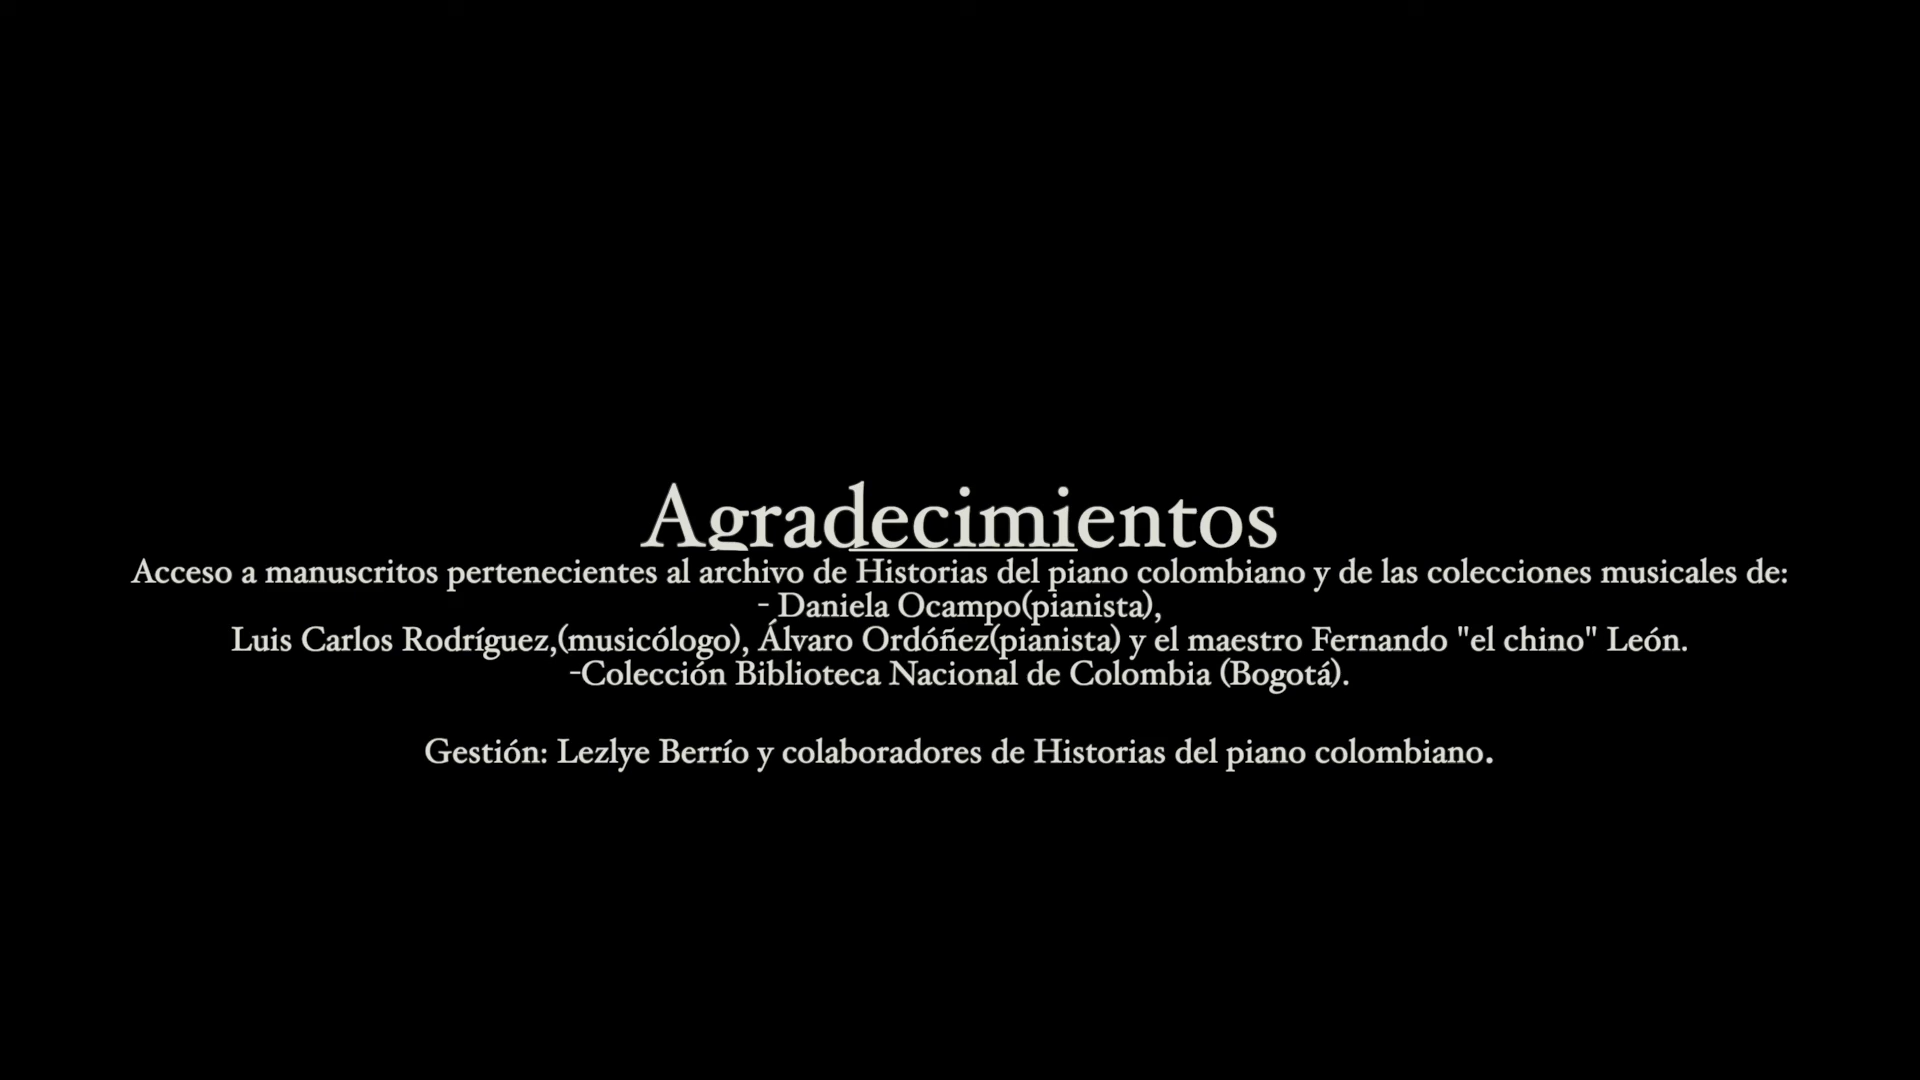 Agradecimientos
Acceso a manuscritos pertenecientes al archivo de Historias del piano colombiano y de las colecciones musicales de:
- Daniela Ocampo(pianista),
Luis Carlos Rodríguez,(musicólogo), Álvaro Ordóñez(pianista) y el maestro Fernando "el chino" León.
-Colección Biblioteca Nacional de Colombia (Bogotá).
Gestión: Lezlye Berrío y colaboradores de Historias del piano colombiano.